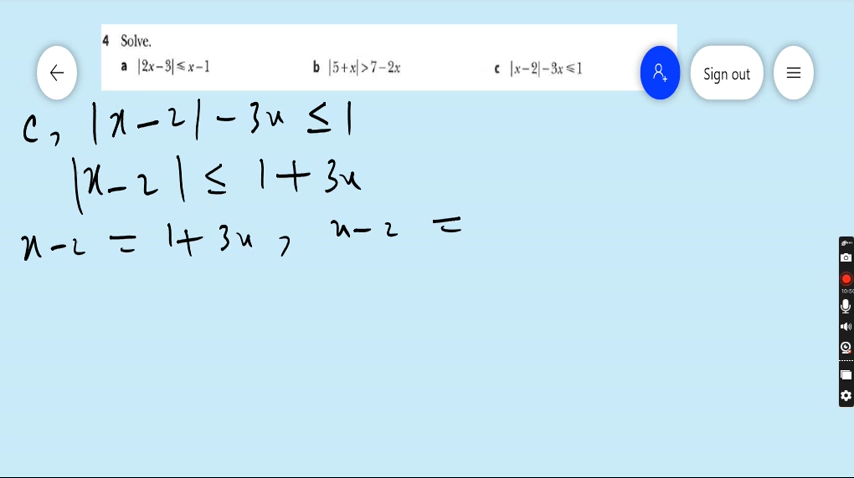 4 Solve.
a |2x−3|⩽x−1 b |5+x|>7−2x c |x−2|−3x⩽1
Sign out
c, |x−2|−3x ≤ 1
|x−2| ≤ 1+3x
x−2 = 1+3x, x−2 =